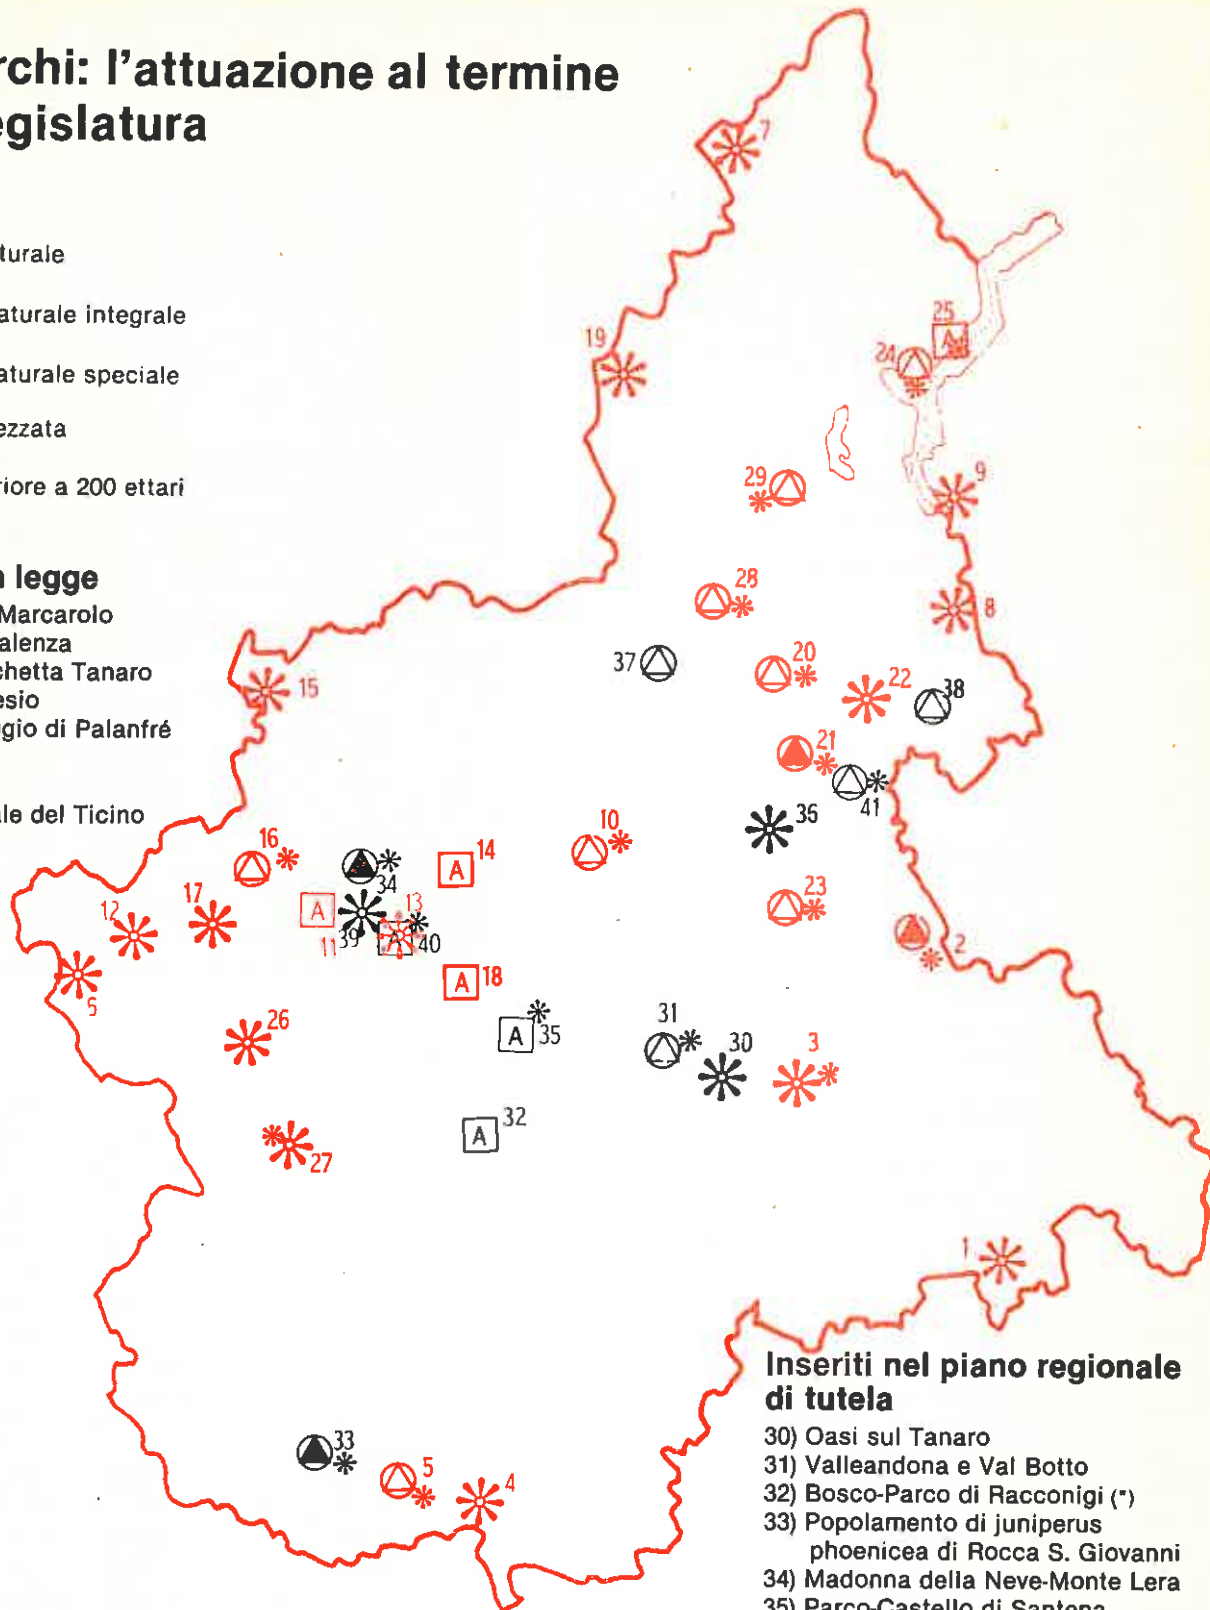 rchi: l'attuazione al termine
egislatura
turale
aturale integrale
aturale speciale
ezzata
riore a 200 ettari
n legge
Marcarolo
alenza
chetta Tanaro
esio
gio di Palanfré
le del Ticino
7
19
25
A
24
29
9
28
8
37
20
22
38
15
21
41
36
10
16
34
A
14
23
17
12
A
11
39
13
A
40
2
6
A
18
26
A
35
31
30
3
A
32
27
1
33
5
4
Inseriti nel piano regionale
di tutela
30) Oasi sul Tanaro
31) Valleandona e Val Botto
32) Bosco-Parco di Racconigi (*)
33) Popolamento di juniperus
phoenicea di Rocca S. Giovanni
34) Madonna della Neve-Monte Lera
35) Parco-Castello di Santena